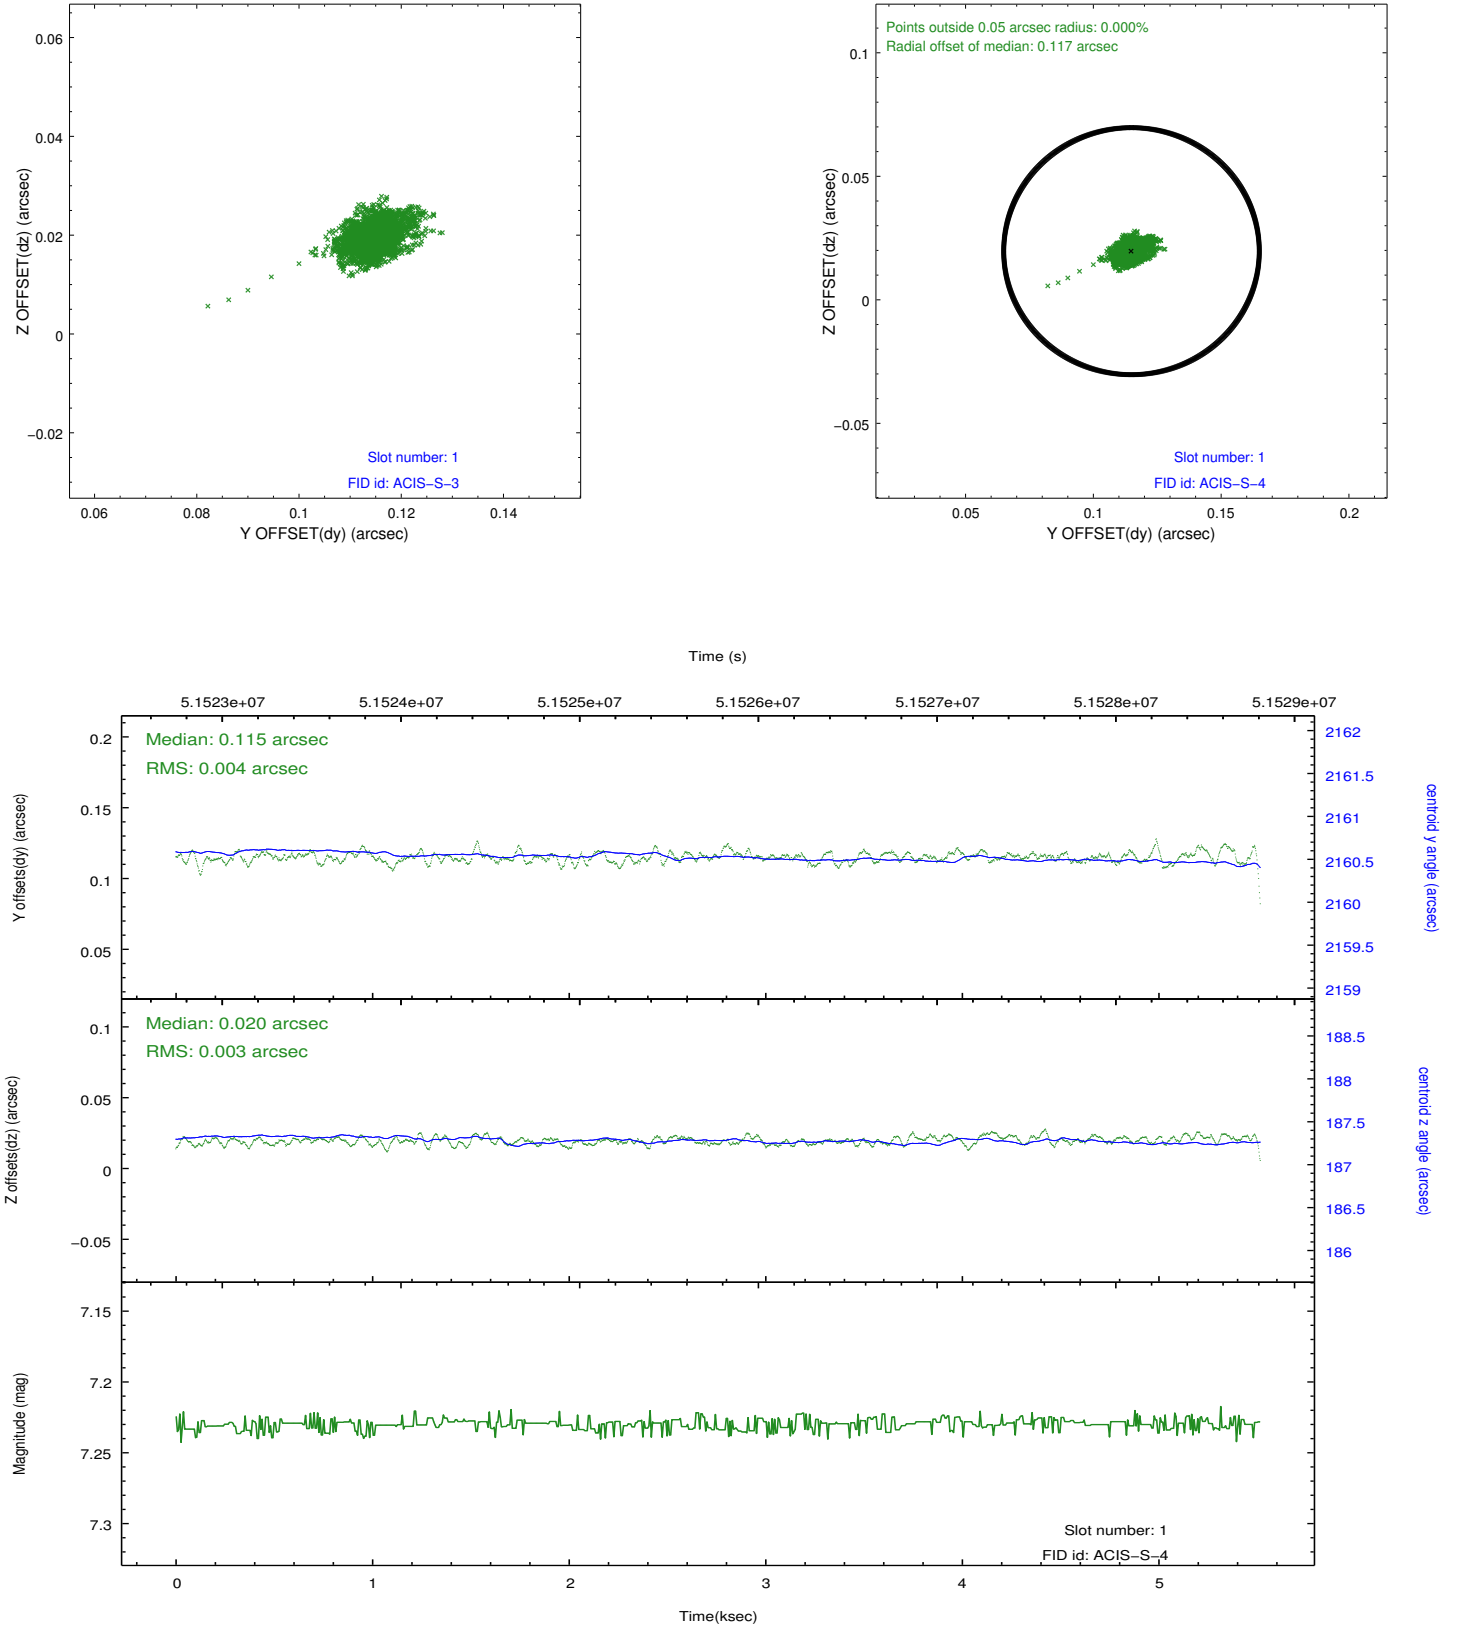 0.06
0.04
0.02
0
−0.02
Z OFFSET(dz) (arcsec)
Slot number: 1
FID id: ACIS−S−3
0.06 0.08 0.1 0.12 0.14
Y OFFSET(dy) (arcsec)
Points outside 0.05 arcsec radius: 0.000%
Radial offset of median: 0.117 arcsec
0.1
0.05
0
−0.05
Z OFFSET(dz) (arcsec)
Slot number: 1
FID id: ACIS−S−4
0.05 0.1 0.15 0.2
Y OFFSET(dy) (arcsec)
Time (s)
5.1523e+07 5.1524e+07 5.1525e+07 5.1526e+07 5.1527e+07 5.1528e+07 5.1529e+07
Median: 0.115 arcsec
RMS: 0.004 arcsec
0.2
0.15
0.1
0.05
Y offsets(dy) (arcsec)
2162
2161.5
2161
2160.5
2160
2159.5
2159
centroid y angle (arcsec)
Median: 0.020 arcsec
RMS: 0.003 arcsec
0.1
0.05
0
−0.05
Z offsets(dz) (arcsec)
188.5
188
187.5
187
186.5
186
centroid z angle (arcsec)
7.15
7.2
7.25
7.3
Magnitude (mag)
Slot number: 1
FID id: ACIS−S−4
0 1 2 3 4 5
Time(ksec)